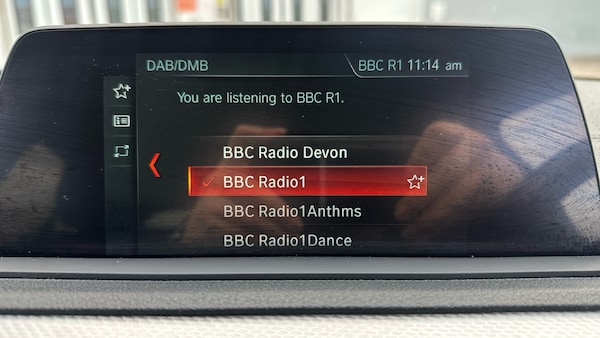 DAB/DMB
BBC R1 11:14 am
You are listening to BBC R1.
BBC Radio Devon
BBC Radio1
BBC Radio1Anthms
BBC Radio1Dance